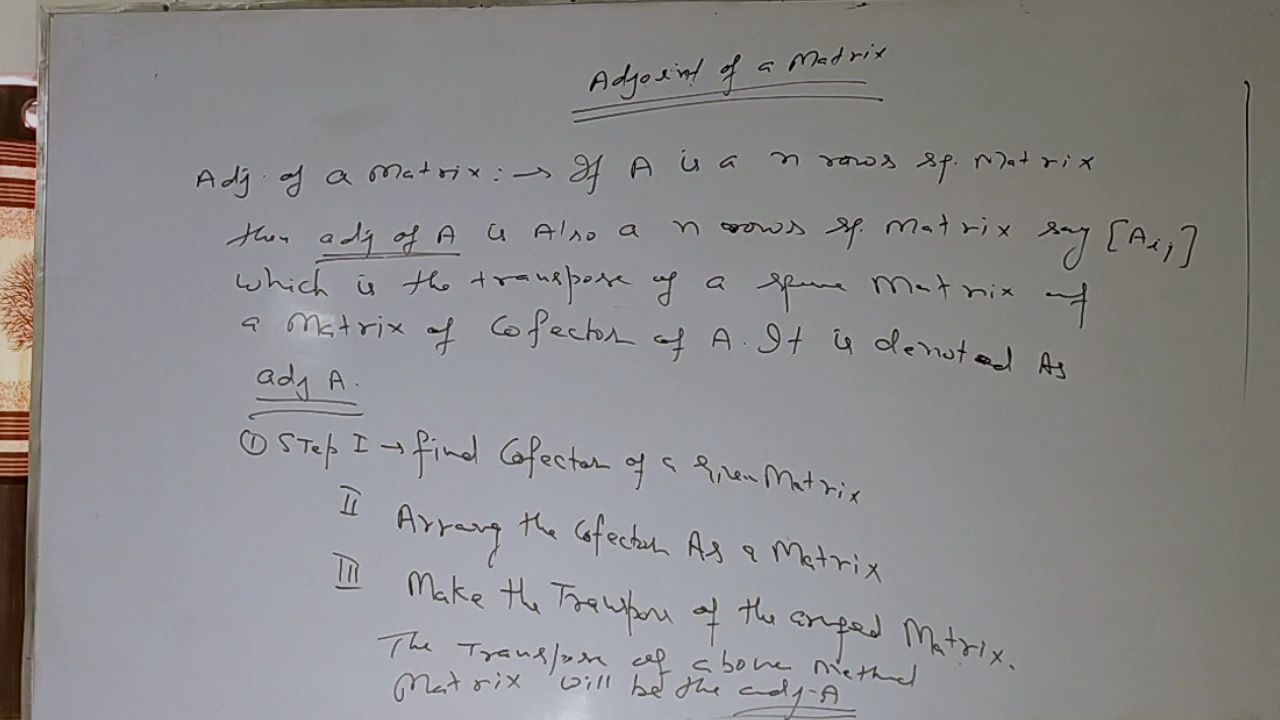 Adjoint of a Matrix
Adj. of a Matrix :→ If A is a n rows sq. Matrix
then adj of A is Also a n rows sq. Matrix say [Aij]
which is the transpose of a square Matrix of
a Matrix of Cofactor of A. It is denoted As
adj A.
① STep I → find Cofactor of a given Matrix
II Arrang the Cofactor As a Matrix
III Make the Transpose of the arnged Matrix.
The Transpose of above Method
Matrix will be the adj-A